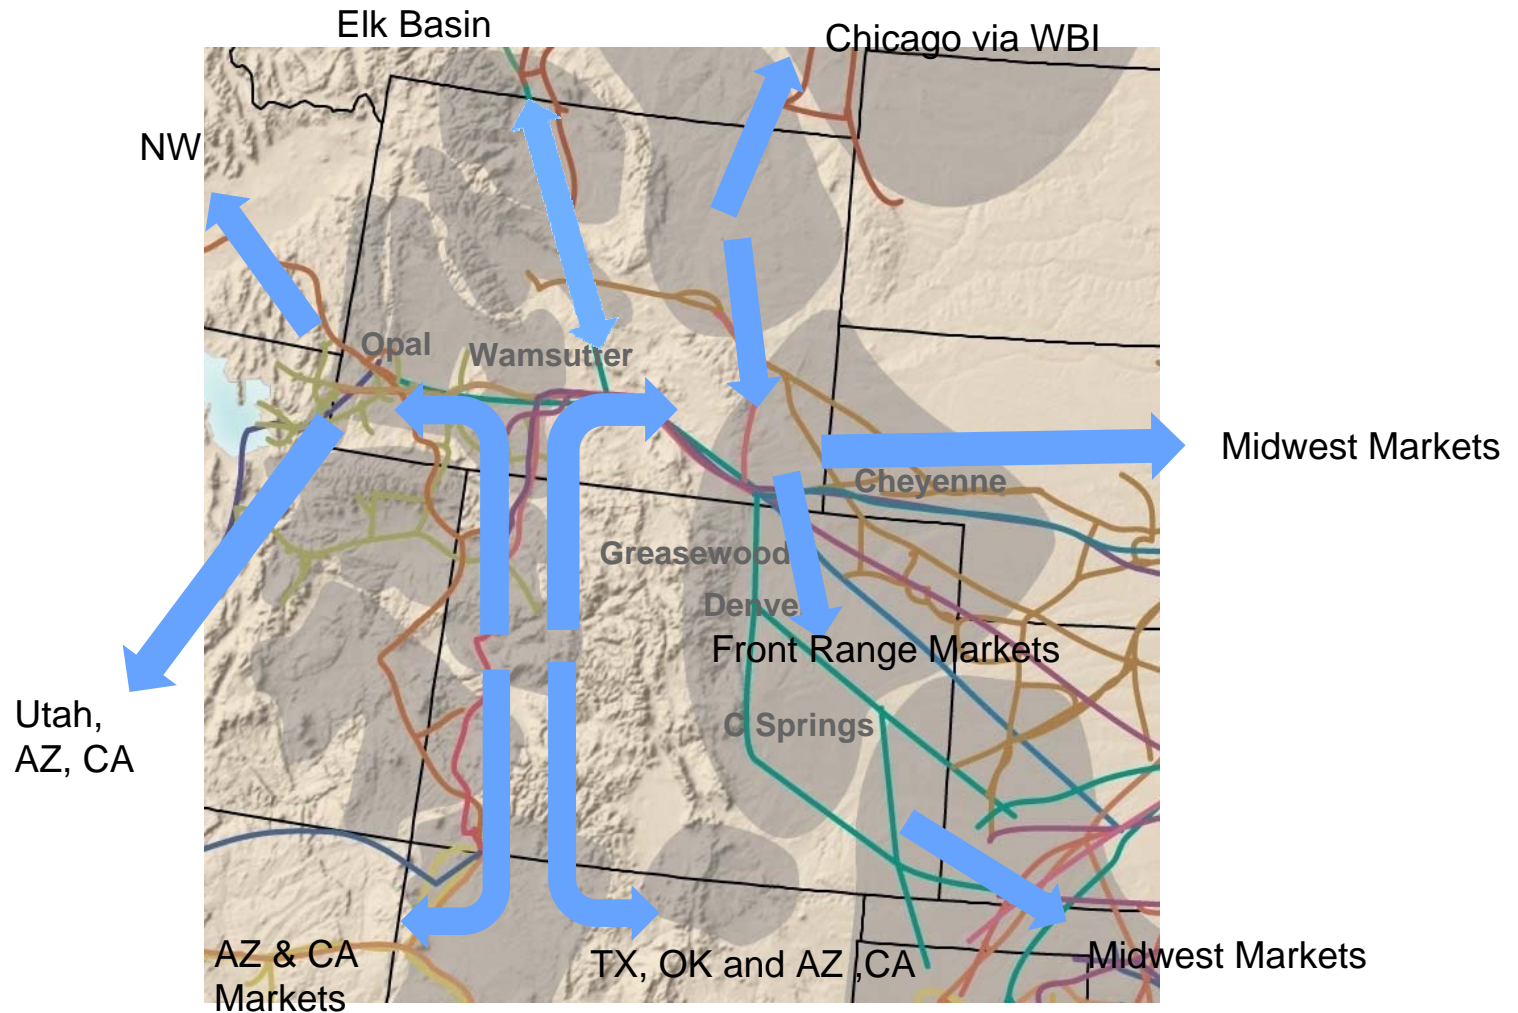 Elk Basin
Chicago via WBI
NW
Opal
Wamsutter
Midwest Markets
Cheyenne
Greasewood
Denve
Front Range Markets
Utah,
AZ, CA
C Springs
AZ & CA
Markets
TX, OK and AZ ,CA
Midwest Markets